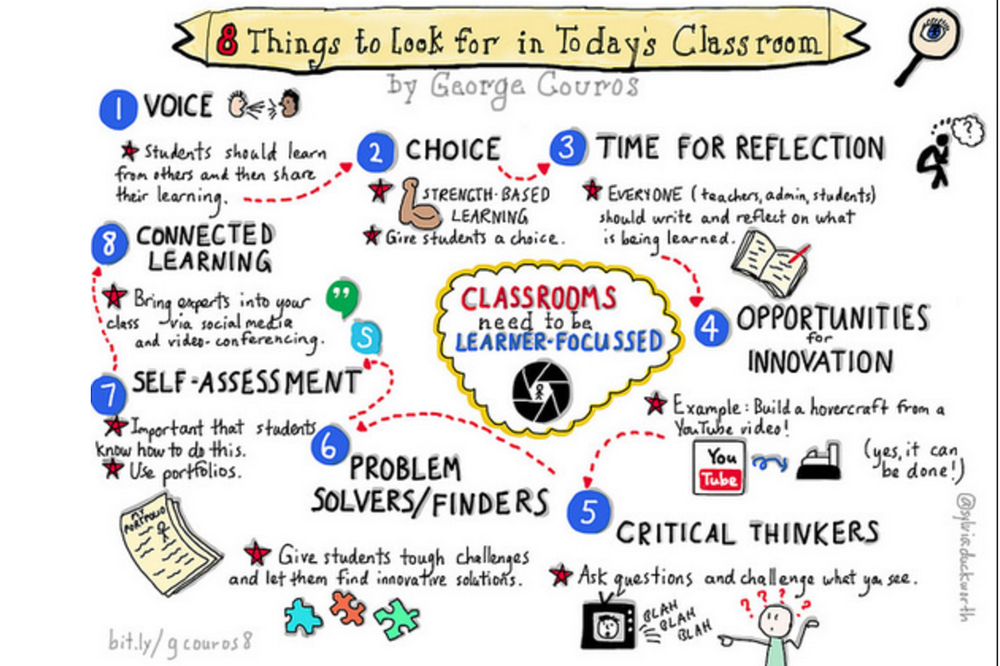 8 Things to Look for in Today's Classroom
by George Couros
1 VOICE
Students should learn
from others and then share
their learning.
2 CHOICE
STRENGTH-BASED
LEARNING
Give students a choice.
3 TIME FOR REFLECTION
EVERYONE (teachers, admin, students)
should write and reflect on what
is being learned.
?
CLASSROOMS
need to be
LEARNER-FOCUSSED
4 OPPORTUNITIES
for
INNOVATION
Example: Build a hovercraft from a
YouTube video!
You
Tube
(yes, it can
be done!)
5 CRITICAL THINKERS
Ask questions and challenge what you see.
BLAH
BLAH
BLAH
? ? ? ?
6 PROBLEM
SOLVERS/FINDERS
Give students tough challenges
and let them find innovative solutions.
7 SELF-ASSESSMENT
Important that students
know how to do this.
Use portfolios.
MY
PORTFOLIO
8 CONNECTED
LEARNING
Bring experts into your
class via social media
and video-conferencing.
"
S
bit.ly/gcouros8
@sylviaduckworth